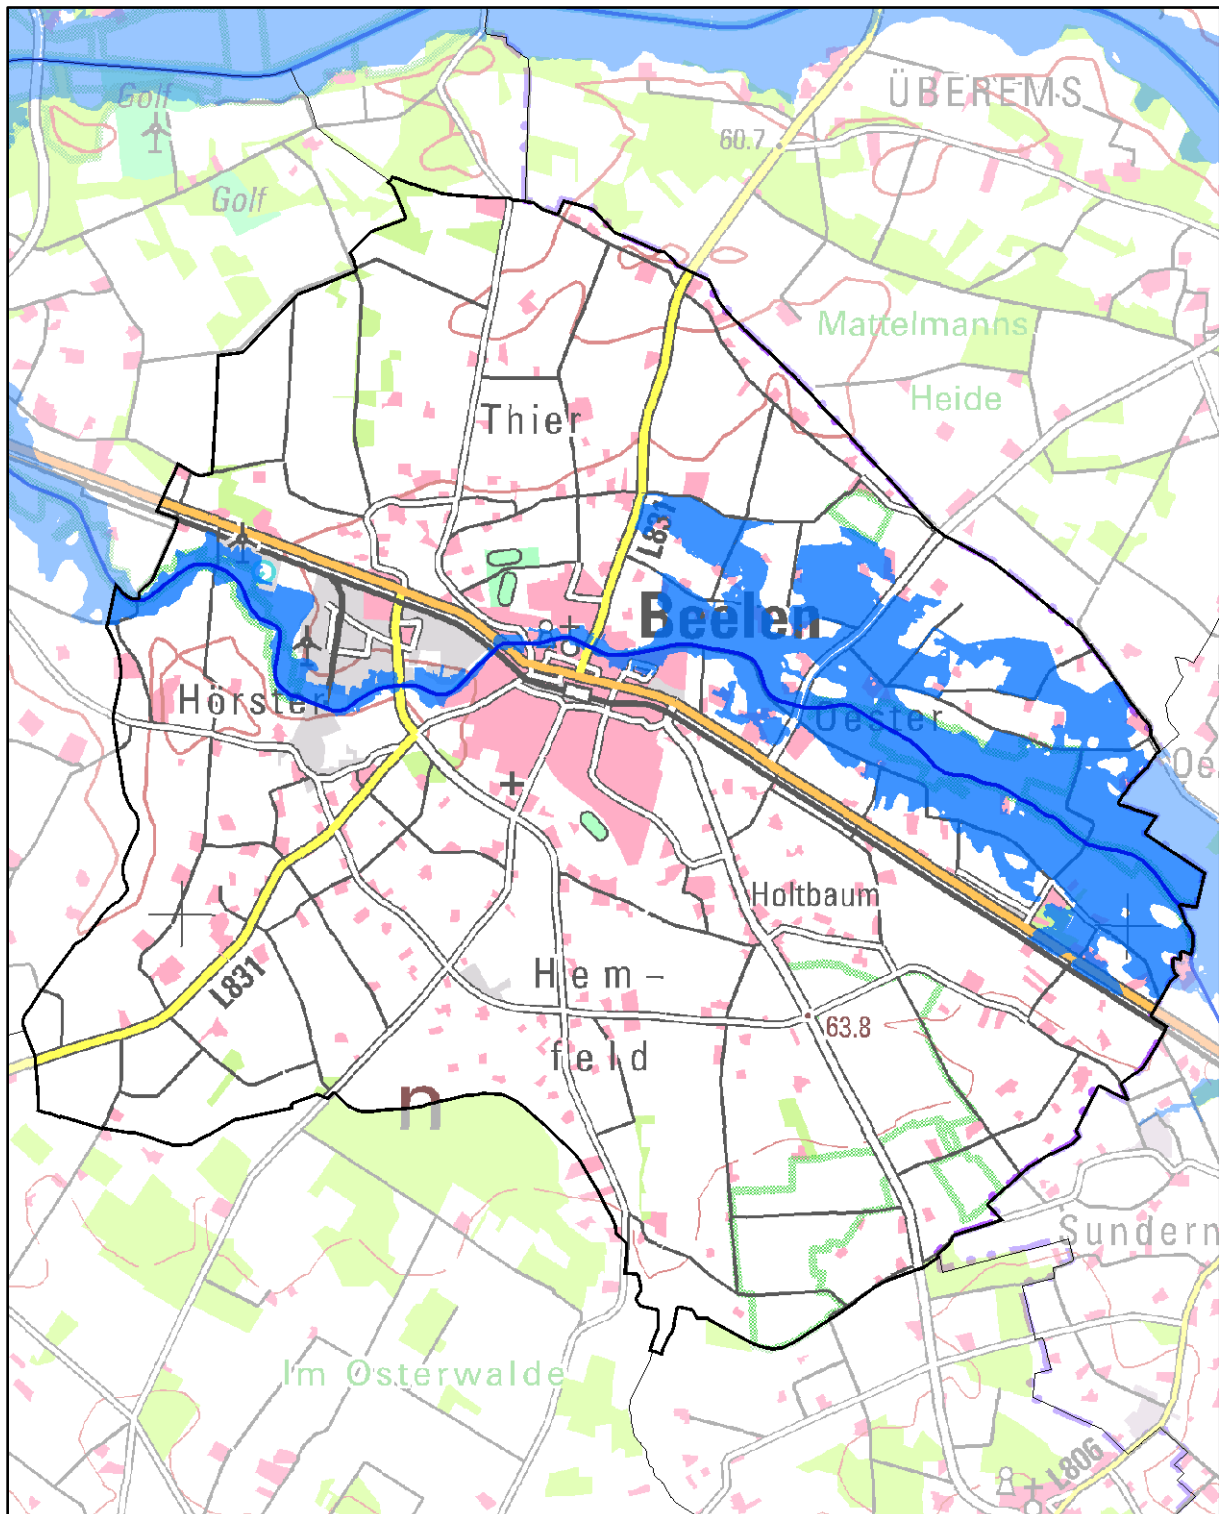 Golf
ÜBEREMS
60.7
Golf
Mattelmanns
Heide
Thier
L831
Beelen
Hörster
Oester
Oe
Holtbaum
L831
Hem-
feld
63.8
n
Sundern
Im Osterwalde
L806